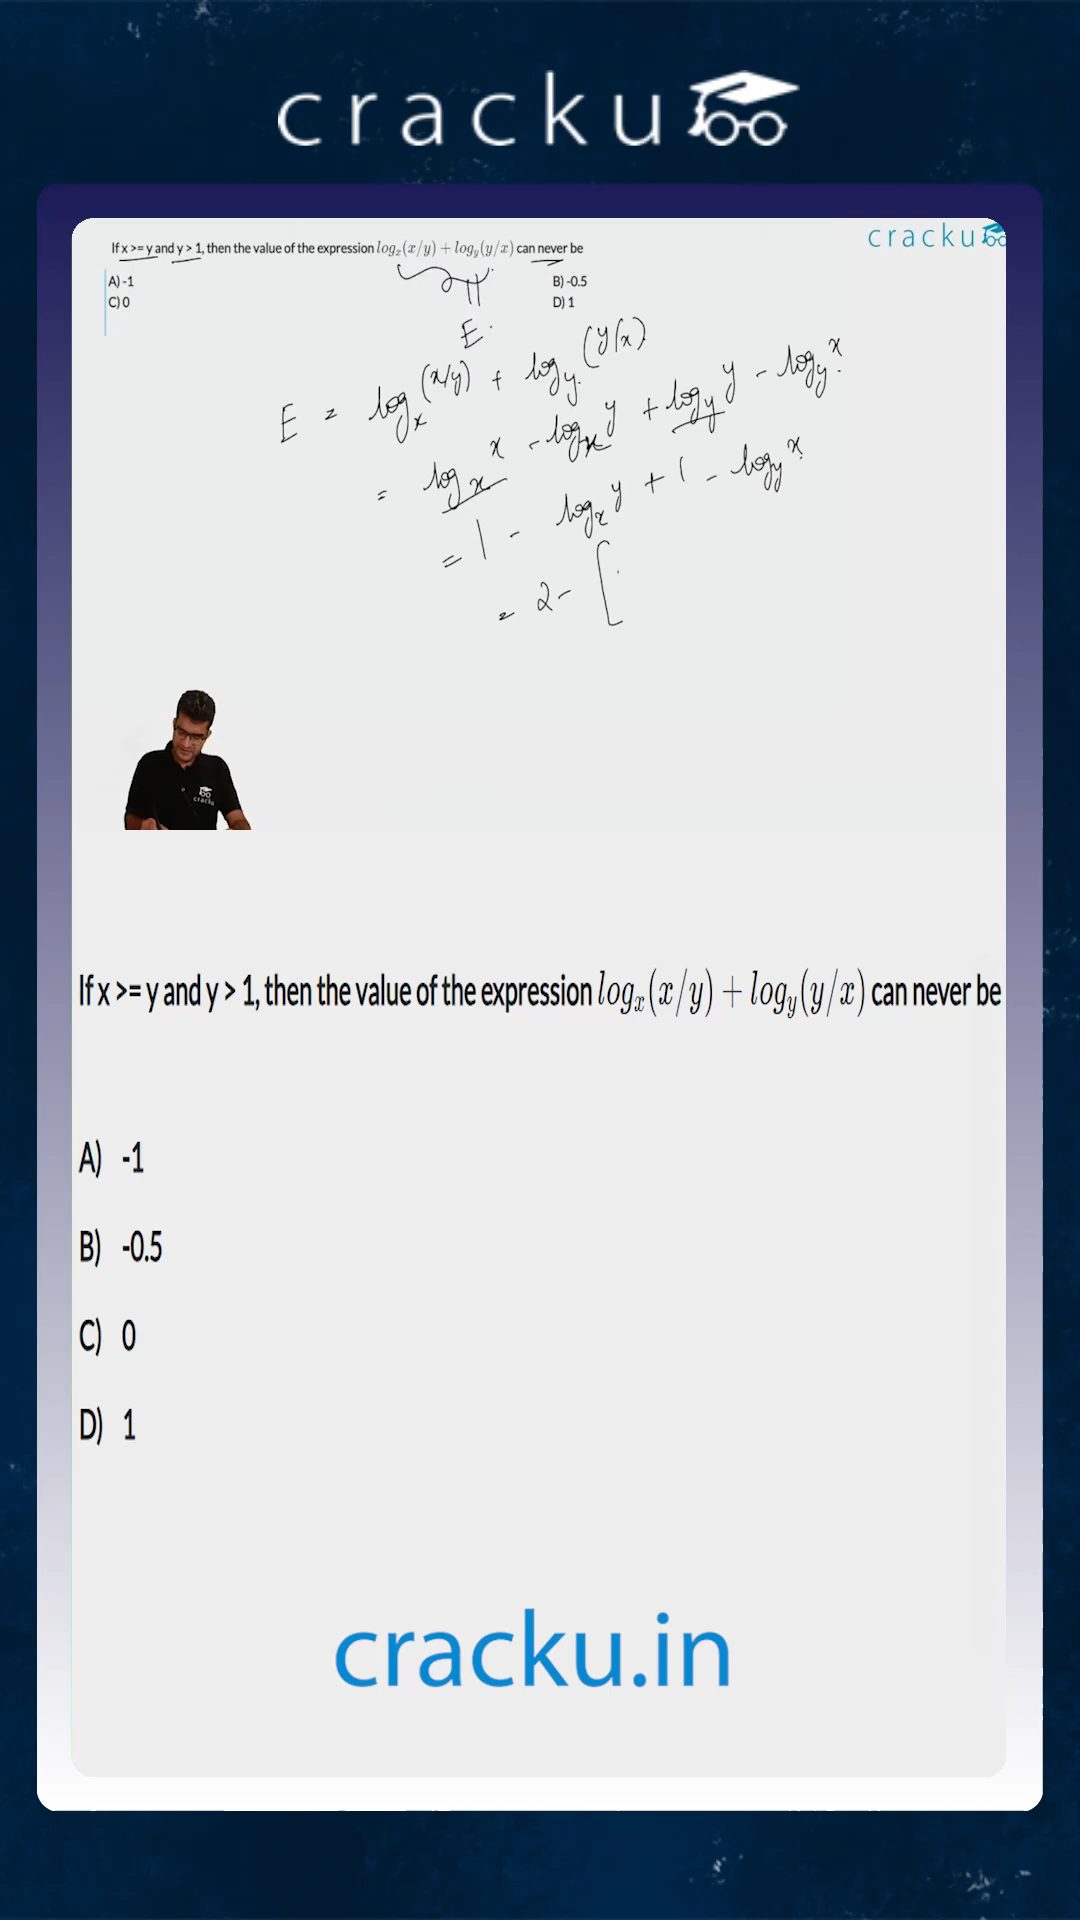 cracku
cracku
If x >= y and y > 1, then the value of the expression log_x(x/y) + log_y(y/x) can never be
A) -1
B) -0.5
C) 0
D) 1
E.
E = log_x (x/y) + log_y (y/x)
= log_x x - log_x y + log_y y - log_y x
= 1 - log_x y + 1 - log_y x
= 2 - [
cracku
If x >= y and y > 1, then the value of the expression log_x(x/y) + log_y(y/x) can never be
A) -1
B) -0.5
C) 0
D) 1
cracku.in